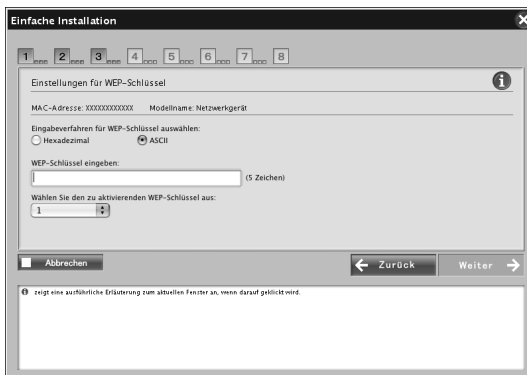 Einfache Installation
1 2 3 4 5 6 7 8
Einstellungen für WEP-Schlüssel
MAC-Adresse: XXXXXXXXXXXX Modellname: Netzwerkgerät
Eingabeverfahren für WEP-Schlüssel auswählen:
Hexadezimal ASCII
WEP-Schlüssel eingeben:
(5 Zeichen)
Wählen Sie den zu aktivierenden WEP-Schlüssel aus:
1
Abbrechen Zurück Weiter
zeigt eine ausführliche Erläuterung zum aktuellen Fenster an, wenn darauf geklickt wird.